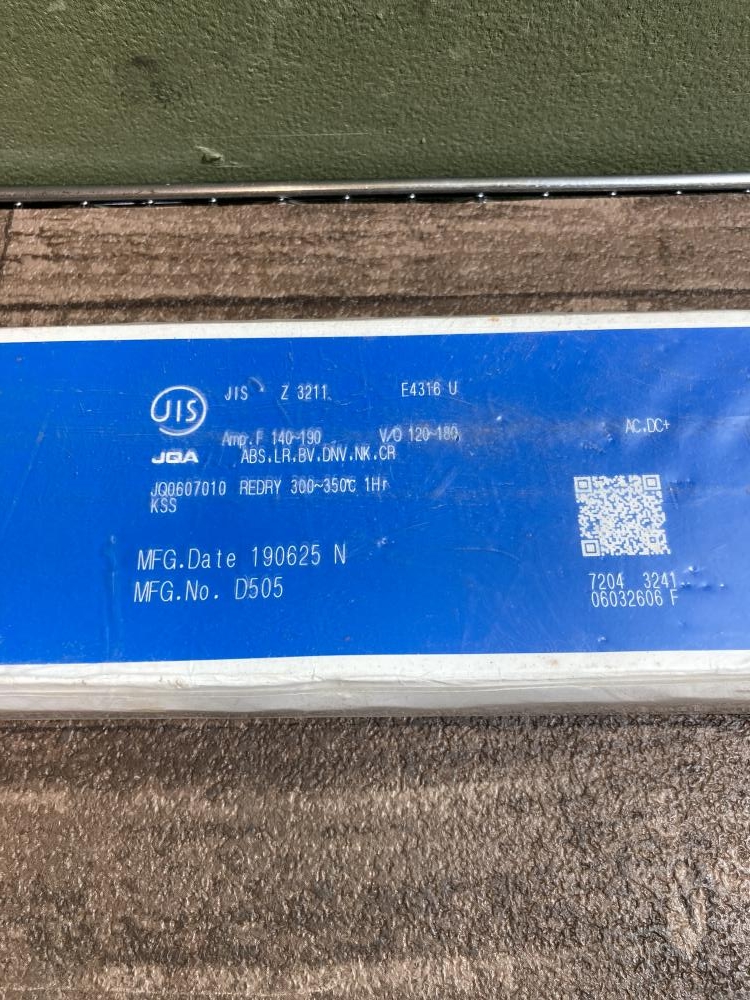 JIS Z 3211 E4316 U
JIS
Amp.F 140~190 V/O 120~180 AC.DC+
JQA ABS.LR.BV.DNV.NK.CR
JQ0607010 REDRY 300~350℃ 1Hr
KSS
MFG.Date 190625 N
MFG.No. D505
7204 3241
06032606 F